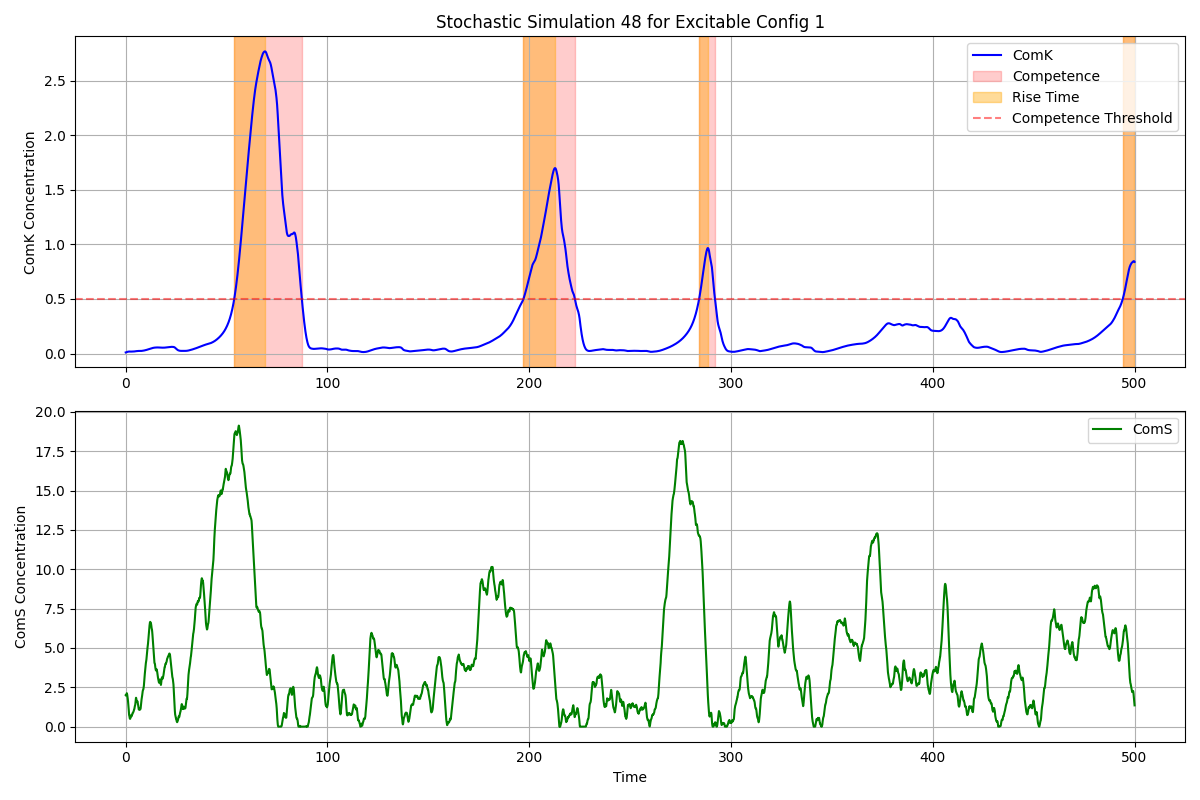 Stochastic Simulation 48 for Excitable Config 1
ComK Concentration
2.5
2.0
1.5
1.0
0.5
0.0
ComK
Competence
Rise Time
Competence Threshold
0 100 200 300 400 500
ComS Concentration
20.0
17.5
15.0
12.5
10.0
7.5
5.0
2.5
0.0
ComS
0 100 200 300 400 500
Time